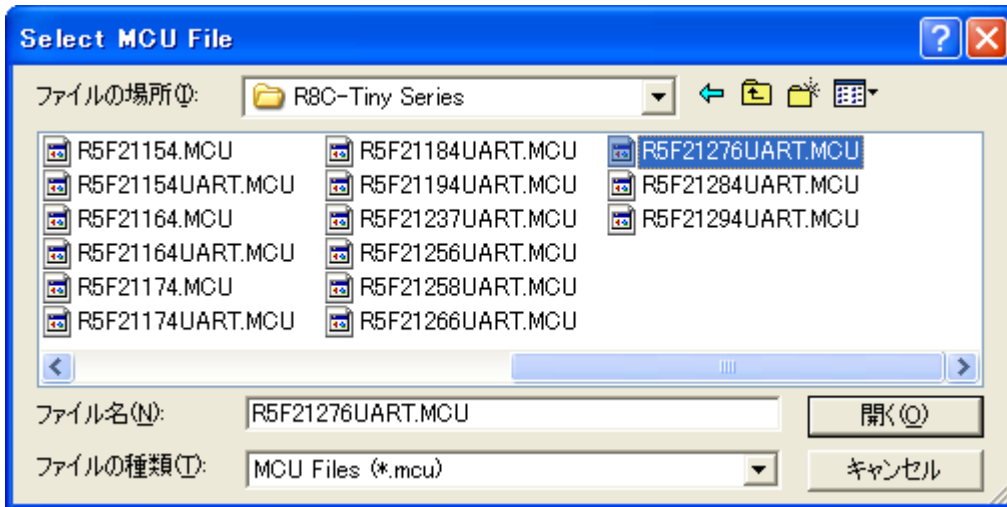 Select MCU File
ファイルの場所(I):
R8C-Tiny Series
R5F21154.MCU
R5F21154UART.MCU
R5F21164.MCU
R5F21164UART.MCU
R5F21174.MCU
R5F21174UART.MCU
R5F21184UART.MCU
R5F21194UART.MCU
R5F21237UART.MCU
R5F21256UART.MCU
R5F21258UART.MCU
R5F21266UART.MCU
R5F21276UART.MCU
R5F21284UART.MCU
R5F21294UART.MCU
ファイル名(N):
R5F21276UART.MCU
開く(O)
ファイルの種類(T):
MCU Files (*.mcu)
キャンセル